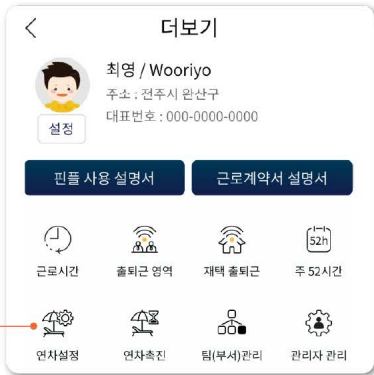 더보기
최영 / Wooriyo
주소 : 전주시 완산구
대표번호 : 000-0000-0000
설정
핀플 사용 설명서 근로계약서 설명서
52h
근로시간 출퇴근 영역 재택 출퇴근 주 52시간
연차설정 연차촉진 팀(부서)관리 관리자 관리